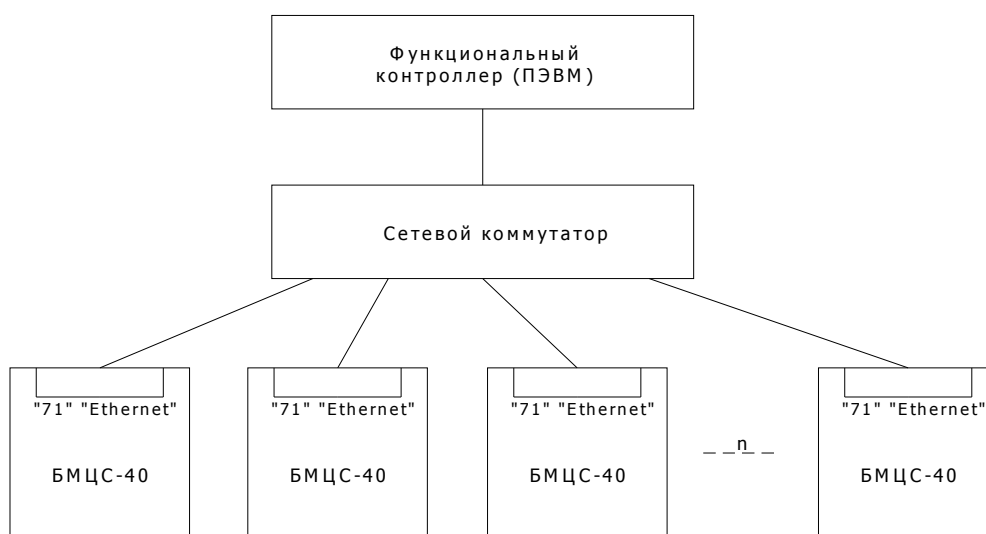 Функциональный
контроллер (ПЭВМ)
Сетевой коммутатор
"71" "Ethernet"
"71" "Ethernet"
"71" "Ethernet"
"71" "Ethernet"
n
БМЦС-40
БМЦС-40
БМЦС-40
БМЦС-40